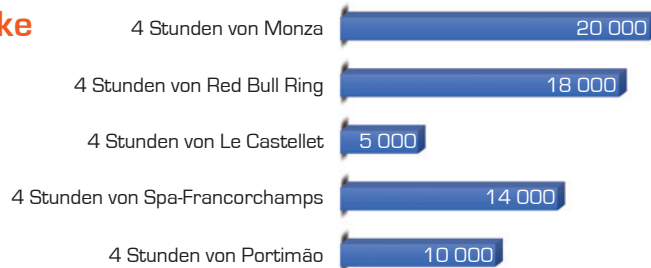 ke
4 Stunden von Monza 20 000
4 Stunden von Red Bull Ring 18 000
4 Stunden von Le Castellet 5 000
4 Stunden von Spa-Francorchamps 14 000
4 Stunden von Portimão 10 000